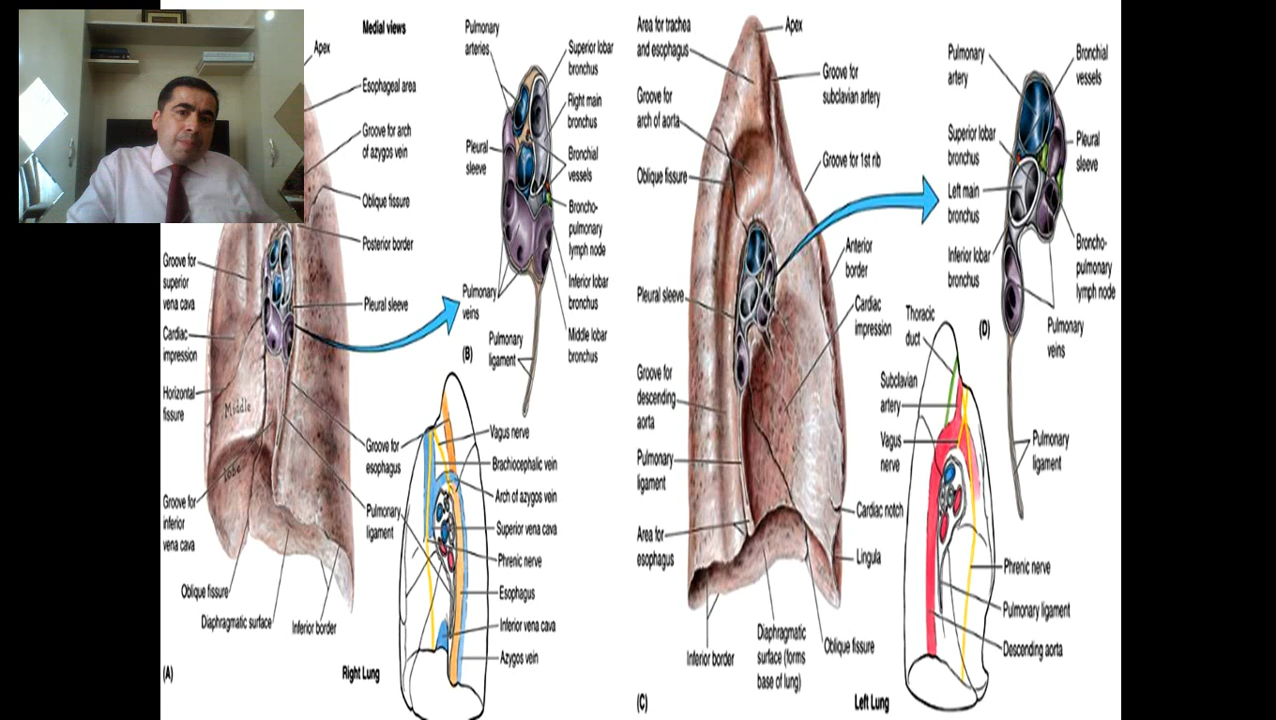 Medial views
Apex
Esophageal area
Groove for arch
of azygos vein
Oblique fissure
Posterior border
Groove for
superior
vena cava
Pleural sleeve
Cardiac
impression
Horizontal
fissure
Middle
lobe
Groove for
esophagus
Groove for
inferior
vena cava
Pulmonary
ligament
Oblique fissure
Diaphragmatic surface
Inferior border
(A)
Right Lung
Pulmonary
arteries
Superior lobar
bronchus
Right main
bronchus
Pleural
sleeve
Bronchial
vessels
Broncho-
pulmonary
lymph node
Inferior lobar
bronchus
Pulmonary
veins
Middle lobar
bronchus
Pulmonary
ligament
(B)
Vagus nerve
Brachiocephalic vein
Arch of azygos vein
Superior vena cava
Phrenic nerve
Esophagus
Inferior vena cava
Azygos vein
Area for trachea
and esophagus
Apex
Groove for
subclavian artery
Groove for
arch of aorta
Groove for 1st rib
Oblique fissure
Anterior
border
Pleural sleeve
Cardiac
impression
Groove for
descending
aorta
Pulmonary
ligament
Cardiac notch
Area for
esophagus
Lingula
Inferior border
Diaphragmatic
surface (forms
base of lung)
Oblique fissure
(C)
Left Lung
Pulmonary
artery
Bronchial
vessels
Superior lobar
bronchus
Pleural
sleeve
Left main
bronchus
Inferior lobar
bronchus
Broncho-
pulmonary
lymph node
(D)
Pulmonary
veins
Pulmonary
ligament
Thoracic
duct
Subclavian
artery
Vagus
nerve
Phrenic nerve
Pulmonary ligament
Descending aorta